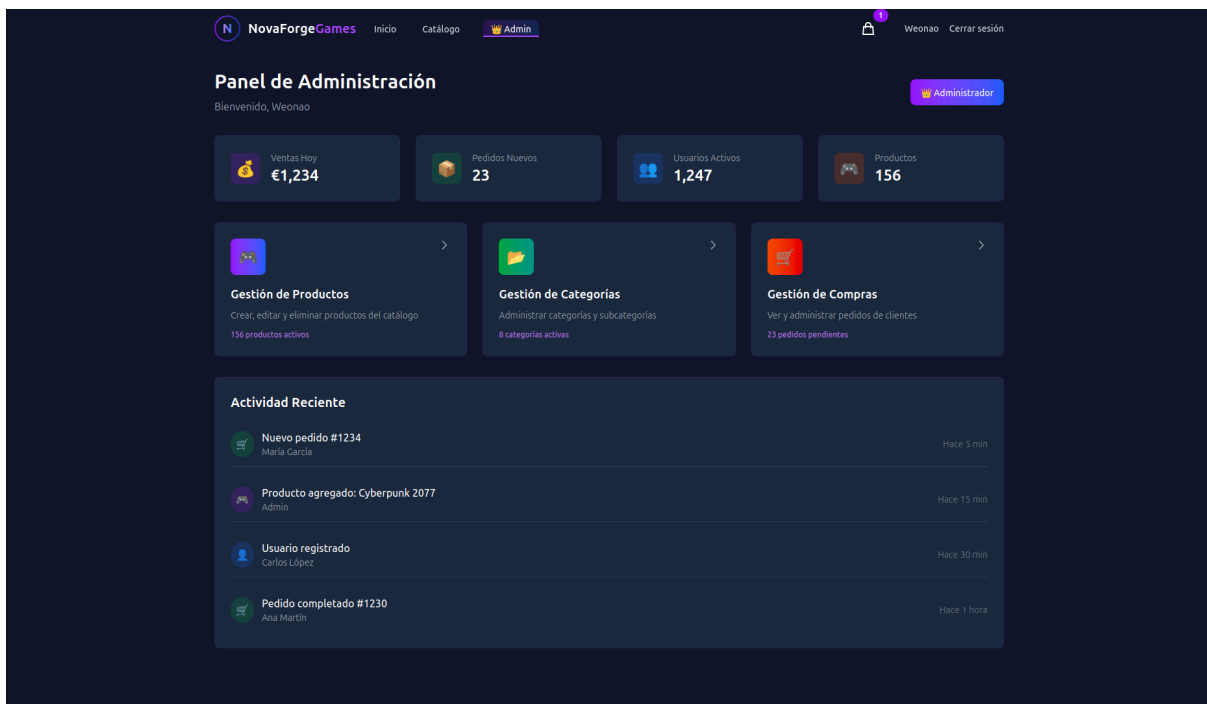 N NovaForgeGames Inicio Catálogo 👑 Admin 1 Weonao Cerrar sesión
Panel de Administración
Bienvenido, Weonao
👑 Administrador
Ventas Hoy
€1,234
Pedidos Nuevos
23
Usuarios Activos
1,247
Productos
156
Gestión de Productos
Crear, editar y eliminar productos del catálogo
156 productos activos
Gestión de Categorías
Administrar categorías y subcategorías
8 categorías activas
Gestión de Compras
Ver y administrar pedidos de clientes
23 pedidos pendientes
Actividad Reciente
Nuevo pedido #1234
María García
Hace 5 min
Producto agregado: Cyberpunk 2077
Admin
Hace 15 min
Usuario registrado
Carlos López
Hace 30 min
Pedido completado #1230
Ana Martín
Hace 1 hora